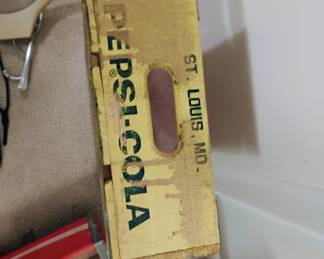 PEPSI-COLA®
ST. LOUIS, MO.